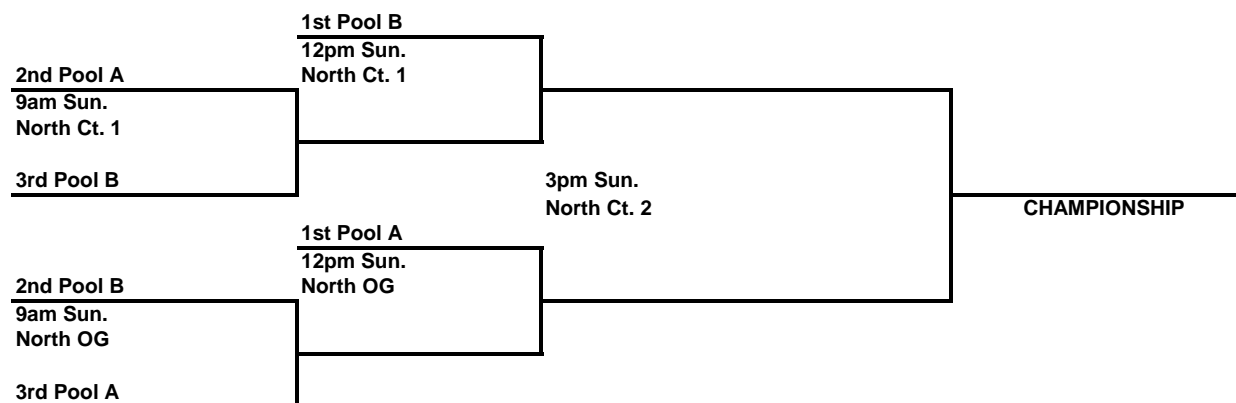 1st Pool B
12pm Sun.
North Ct. 1
2nd Pool A
9am Sun.
North Ct. 1
3rd Pool B
3pm Sun.
North Ct. 2
CHAMPIONSHIP
1st Pool A
12pm Sun.
North OG
2nd Pool B
9am Sun.
North OG
3rd Pool A